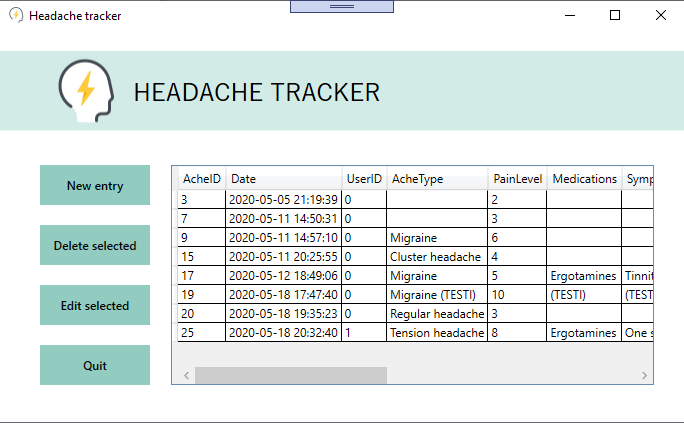 Headache tracker
HEADACHE TRACKER
New entry
Delete selected
Edit selected
Quit
AcheID Date UserID AcheType PainLevel Medications Symp
3 2020-05-05 21:19:39 0 2
7 2020-05-11 14:50:31 0 3
9 2020-05-11 14:57:10 0 Migraine 6
15 2020-05-11 20:25:55 0 Cluster headache 4
17 2020-05-12 18:49:06 0 Migraine 5 Ergotamines Tinnit
19 2020-05-18 17:47:40 0 Migraine (TESTI) 10 (TESTI) (TEST
20 2020-05-18 19:35:23 0 Regular headache 3
25 2020-05-18 20:32:40 1 Tension headache 8 Ergotamines One s